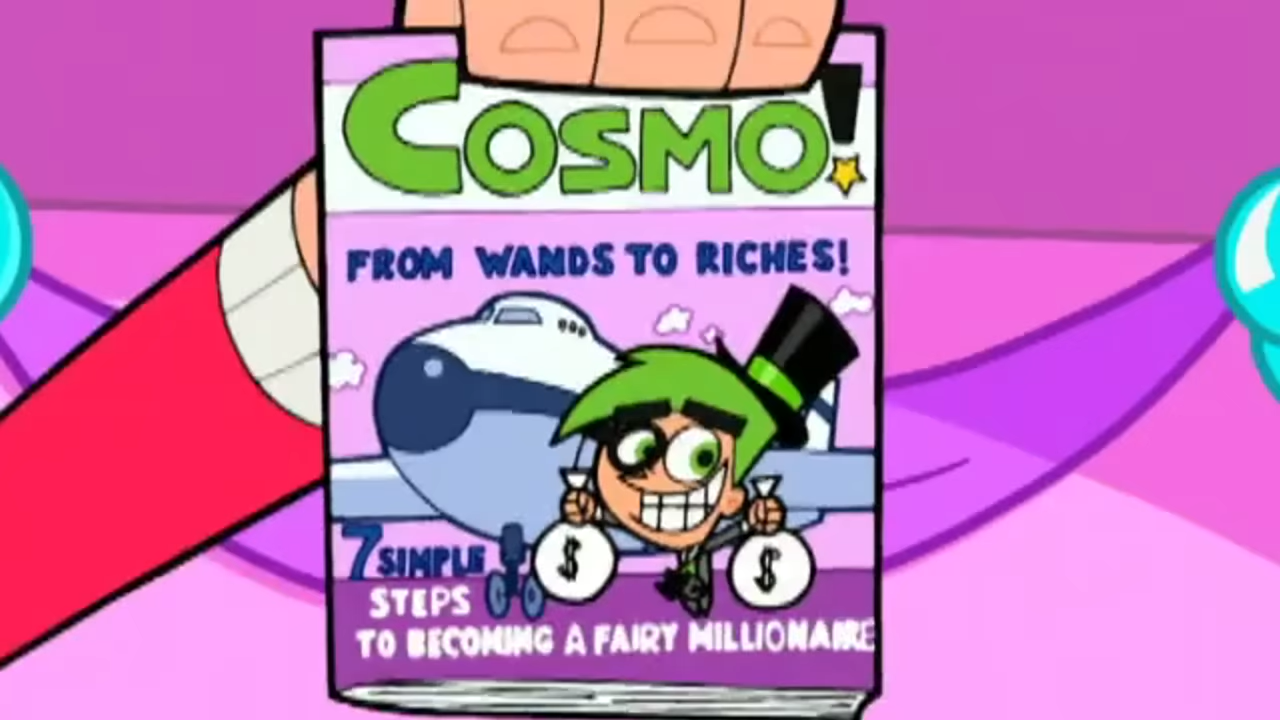 COSMO!
FROM WANDS TO RICHES!
7 SIMPLE
STEPS
TO BECOMING A FAIRY MILLIONAIRE
$ $